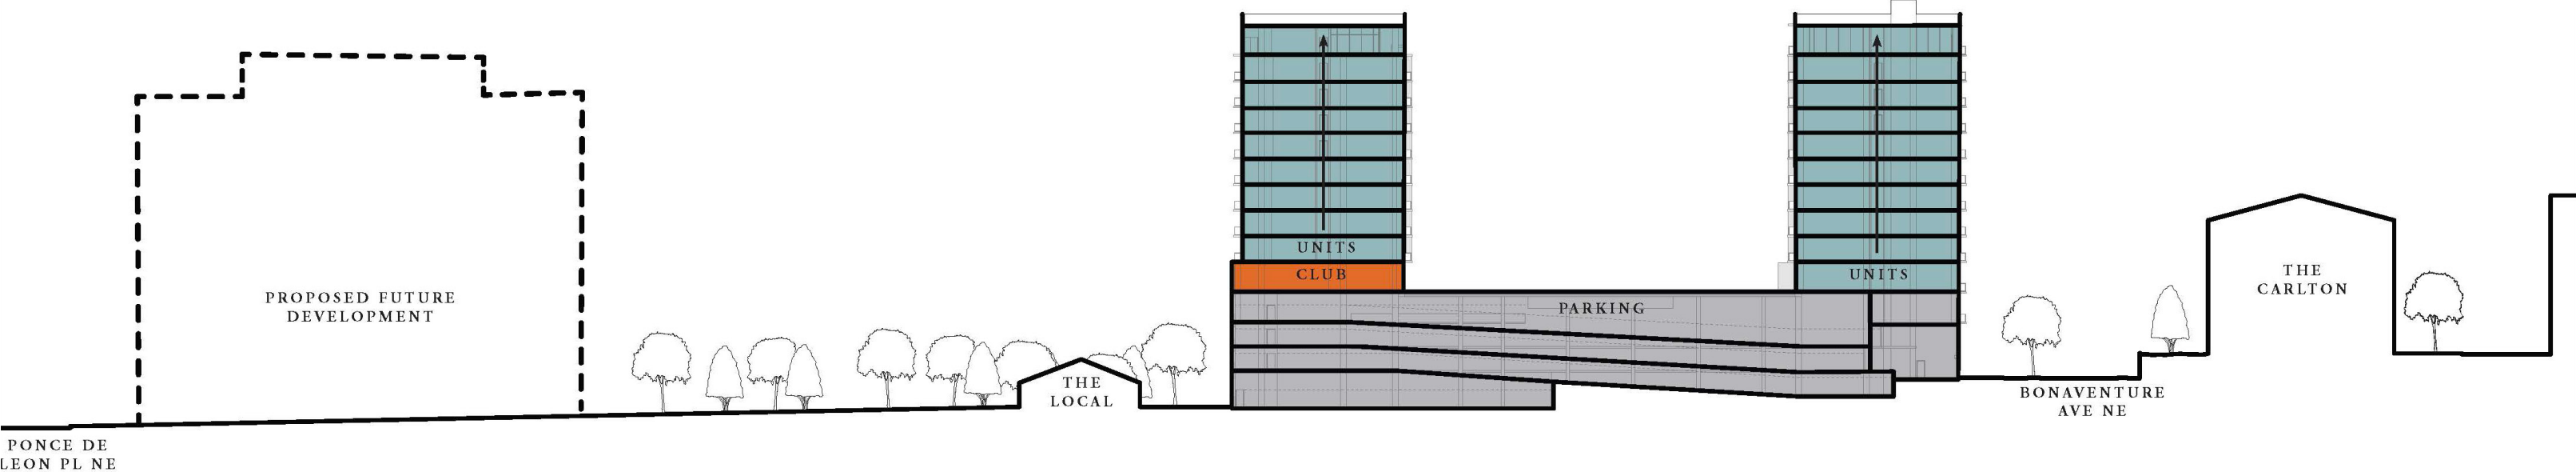 PROPOSED FUTURE
DEVELOPMENT
PONCE DE
LEON PL NE
THE
LOCAL
UNITS
CLUB
PARKING
UNITS
BONAVENTURE
AVE NE
THE
CARLTON